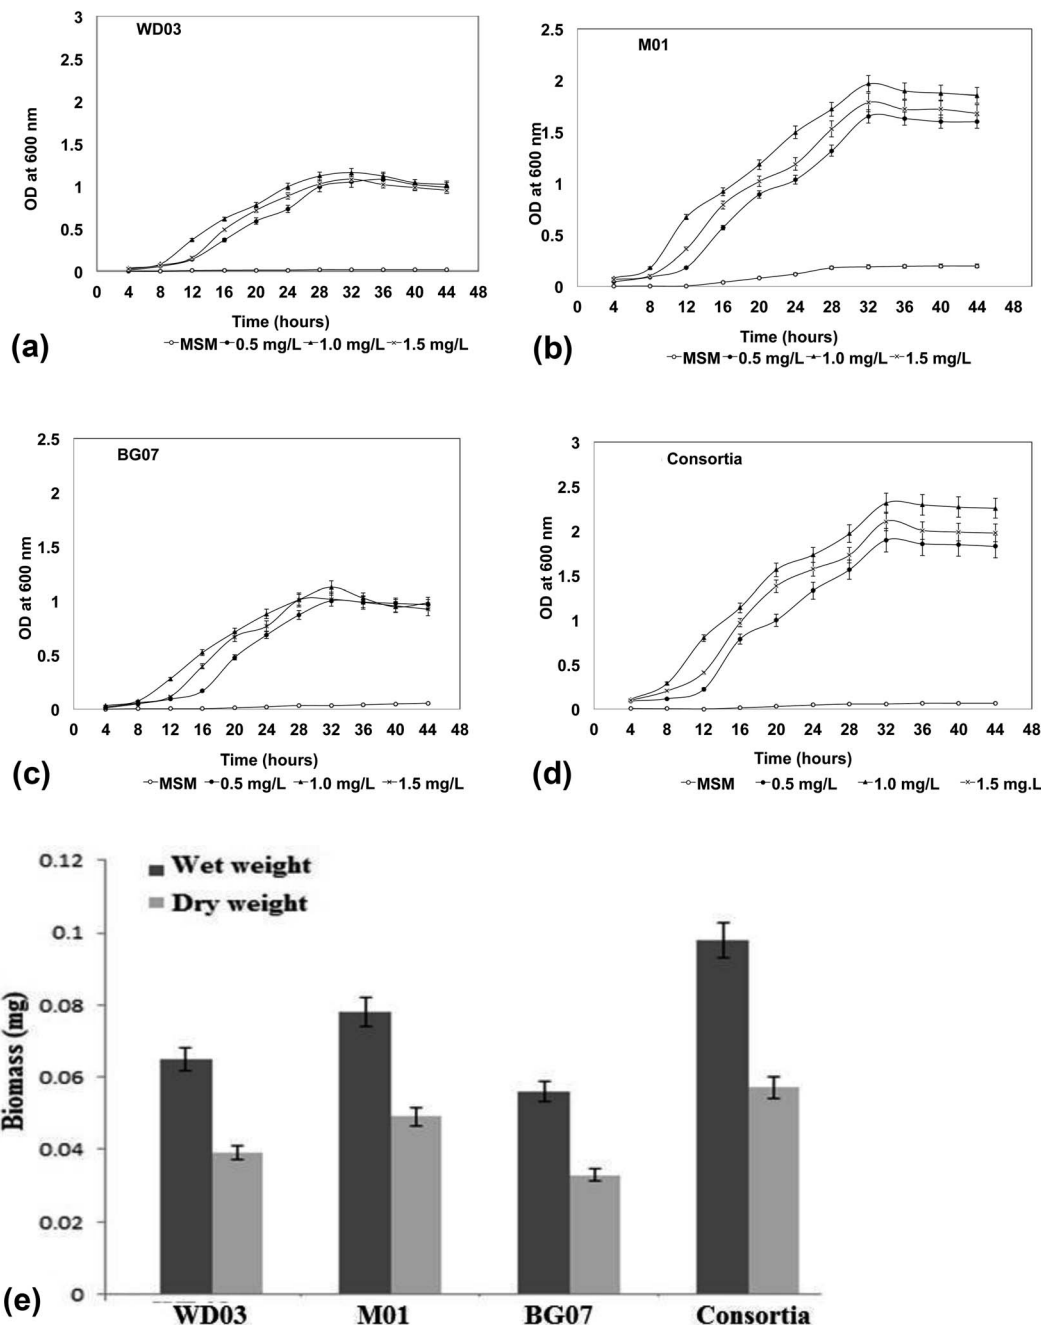 WD03
3
2.5
2
1.5
1
0.5
0
OD at 600 nm
0 4 8 12 16 20 24 28 32 36 40 44 48
Time (hours)
(a)
MSM 0.5 mg/L 1.0 mg/L 1.5 mg/L
M01
2.5
2
1.5
1
0.5
0
OD at 600 nm
0 4 8 12 16 20 24 28 32 36 40 44 48
Time (hours)
(b)
MSM 0.5 mg/L 1.0 mg/L 1.5 mg/L
BG07
2.5
2
1.5
1
0.5
0
OD at 600 nm
0 4 8 12 16 20 24 28 32 36 40 44 48
Time (hours)
(c)
MSM 0.5 mg/L 1.0 mg/L 1.5 mg/L
Consortia
3
2.5
2
1.5
1
0.5
0
OD at 600 nm
0 4 8 12 16 20 24 28 32 36 40 44 48
Time (hours)
(d)
MSM 0.5 mg/L 1.0 mg/L 1.5 mg.L
Wet weight
Dry weight
0.12
0.1
0.08
0.06
0.04
0.02
0
Biomass (mg)
(e)
WD03 M01 BG07 Consortia